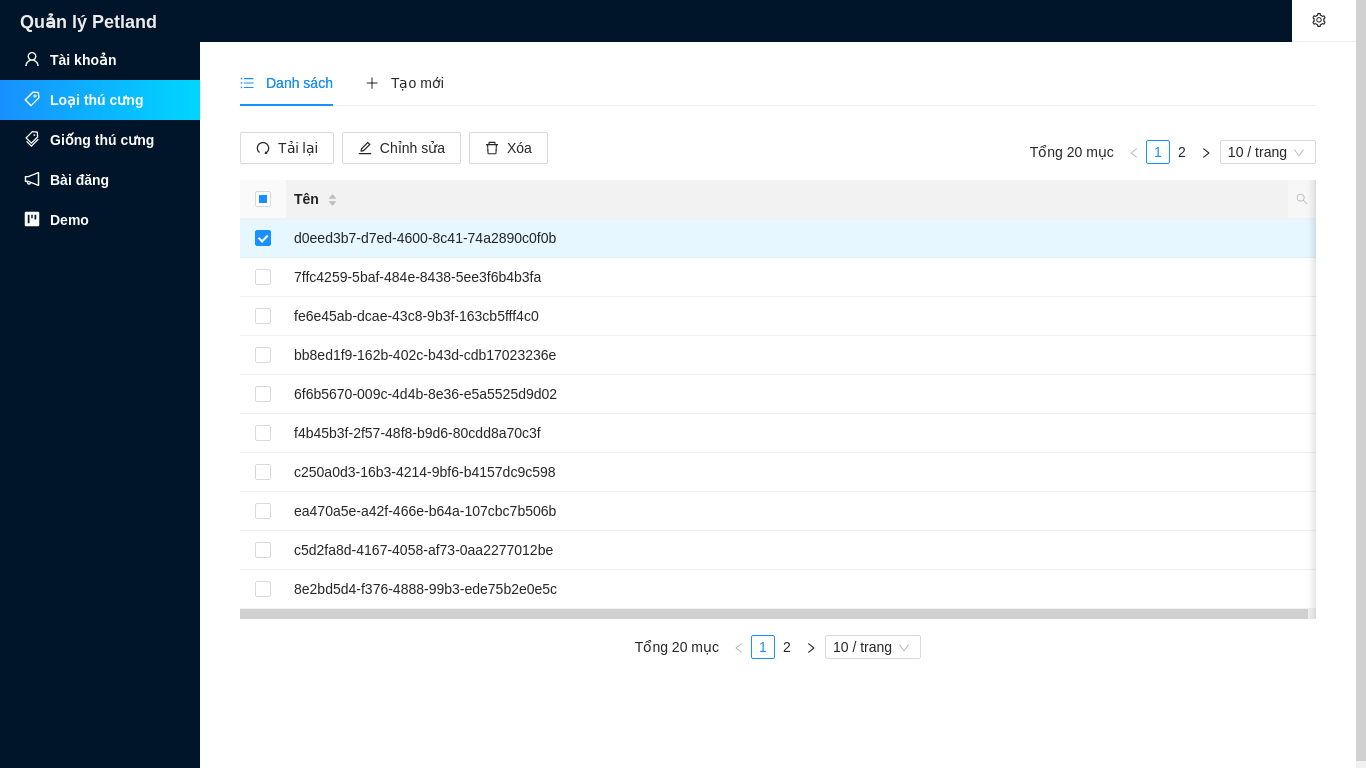 Quản lý Petland
Tài khoản
Loại thú cưng
Giống thú cưng
Bài đăng
Demo
Danh sách
Tạo mới
Tải lại
Chỉnh sửa
Xóa
Tổng 20 mục
1
2
10 / trang
Tên
d0eed3b7-d7ed-4600-8c41-74a2890c0f0b
7ffc4259-5baf-484e-8438-5ee3f6b4b3fa
fe6e45ab-dcae-43c8-9b3f-163cb5fff4c0
bb8ed1f9-162b-402c-b43d-cdb17023236e
6f6b5670-009c-4d4b-8e36-e5a5525d9d02
f4b45b3f-2f57-48f8-b9d6-80cdd8a70c3f
c250a0d3-16b3-4214-9bf6-b4157dc9c598
ea470a5e-a42f-466e-b64a-107cbc7b506b
c5d2fa8d-4167-4058-af73-0aa2277012be
8e2bd5d4-f376-4888-99b3-ede75b2e0e5c
Tổng 20 mục
1
2
10 / trang